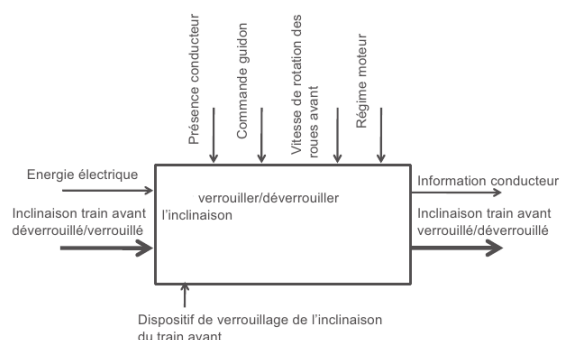 Présence conducteur
Commande guidon
Vitesse de rotation des
roues avant
Régime moteur
Energie électrique
Inclinaison train avant
déverrouillé/verrouillé
verrouiller/déverrouiller
l’inclinaison
Information conducteur
Inclinaison train avant
verrouillé/déverrouillé
Dispositif de verrouillage de l’inclinaison
du train avant